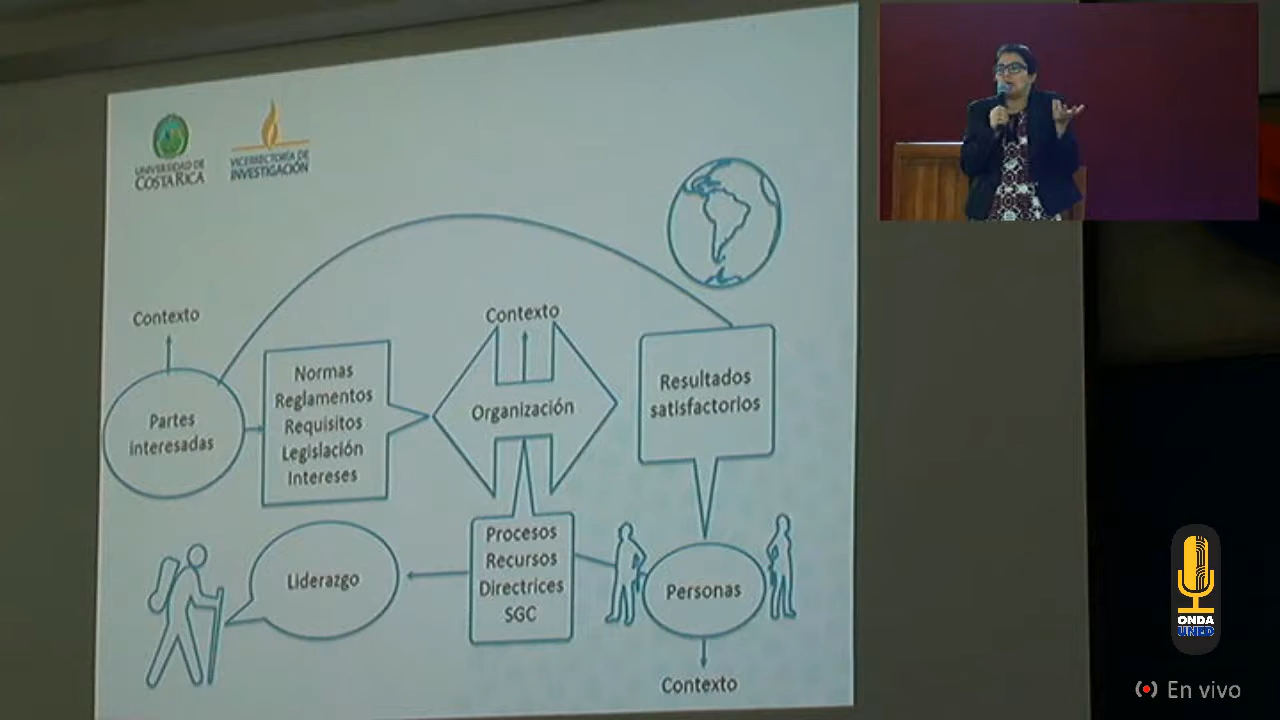 UNIVERSIDAD DE
COSTA RICA
VICERRECTORÍA DE
INVESTIGACIÓN
Contexto
Contexto
Partes
interesadas
Normas
Reglamentos
Requisitos
Legislación
Intereses
Organización
Resultados
satisfactorios
Liderazgo
Procesos
Recursos
Directrices
SGC
Personas
Contexto
ONDA
UNED
En vivo